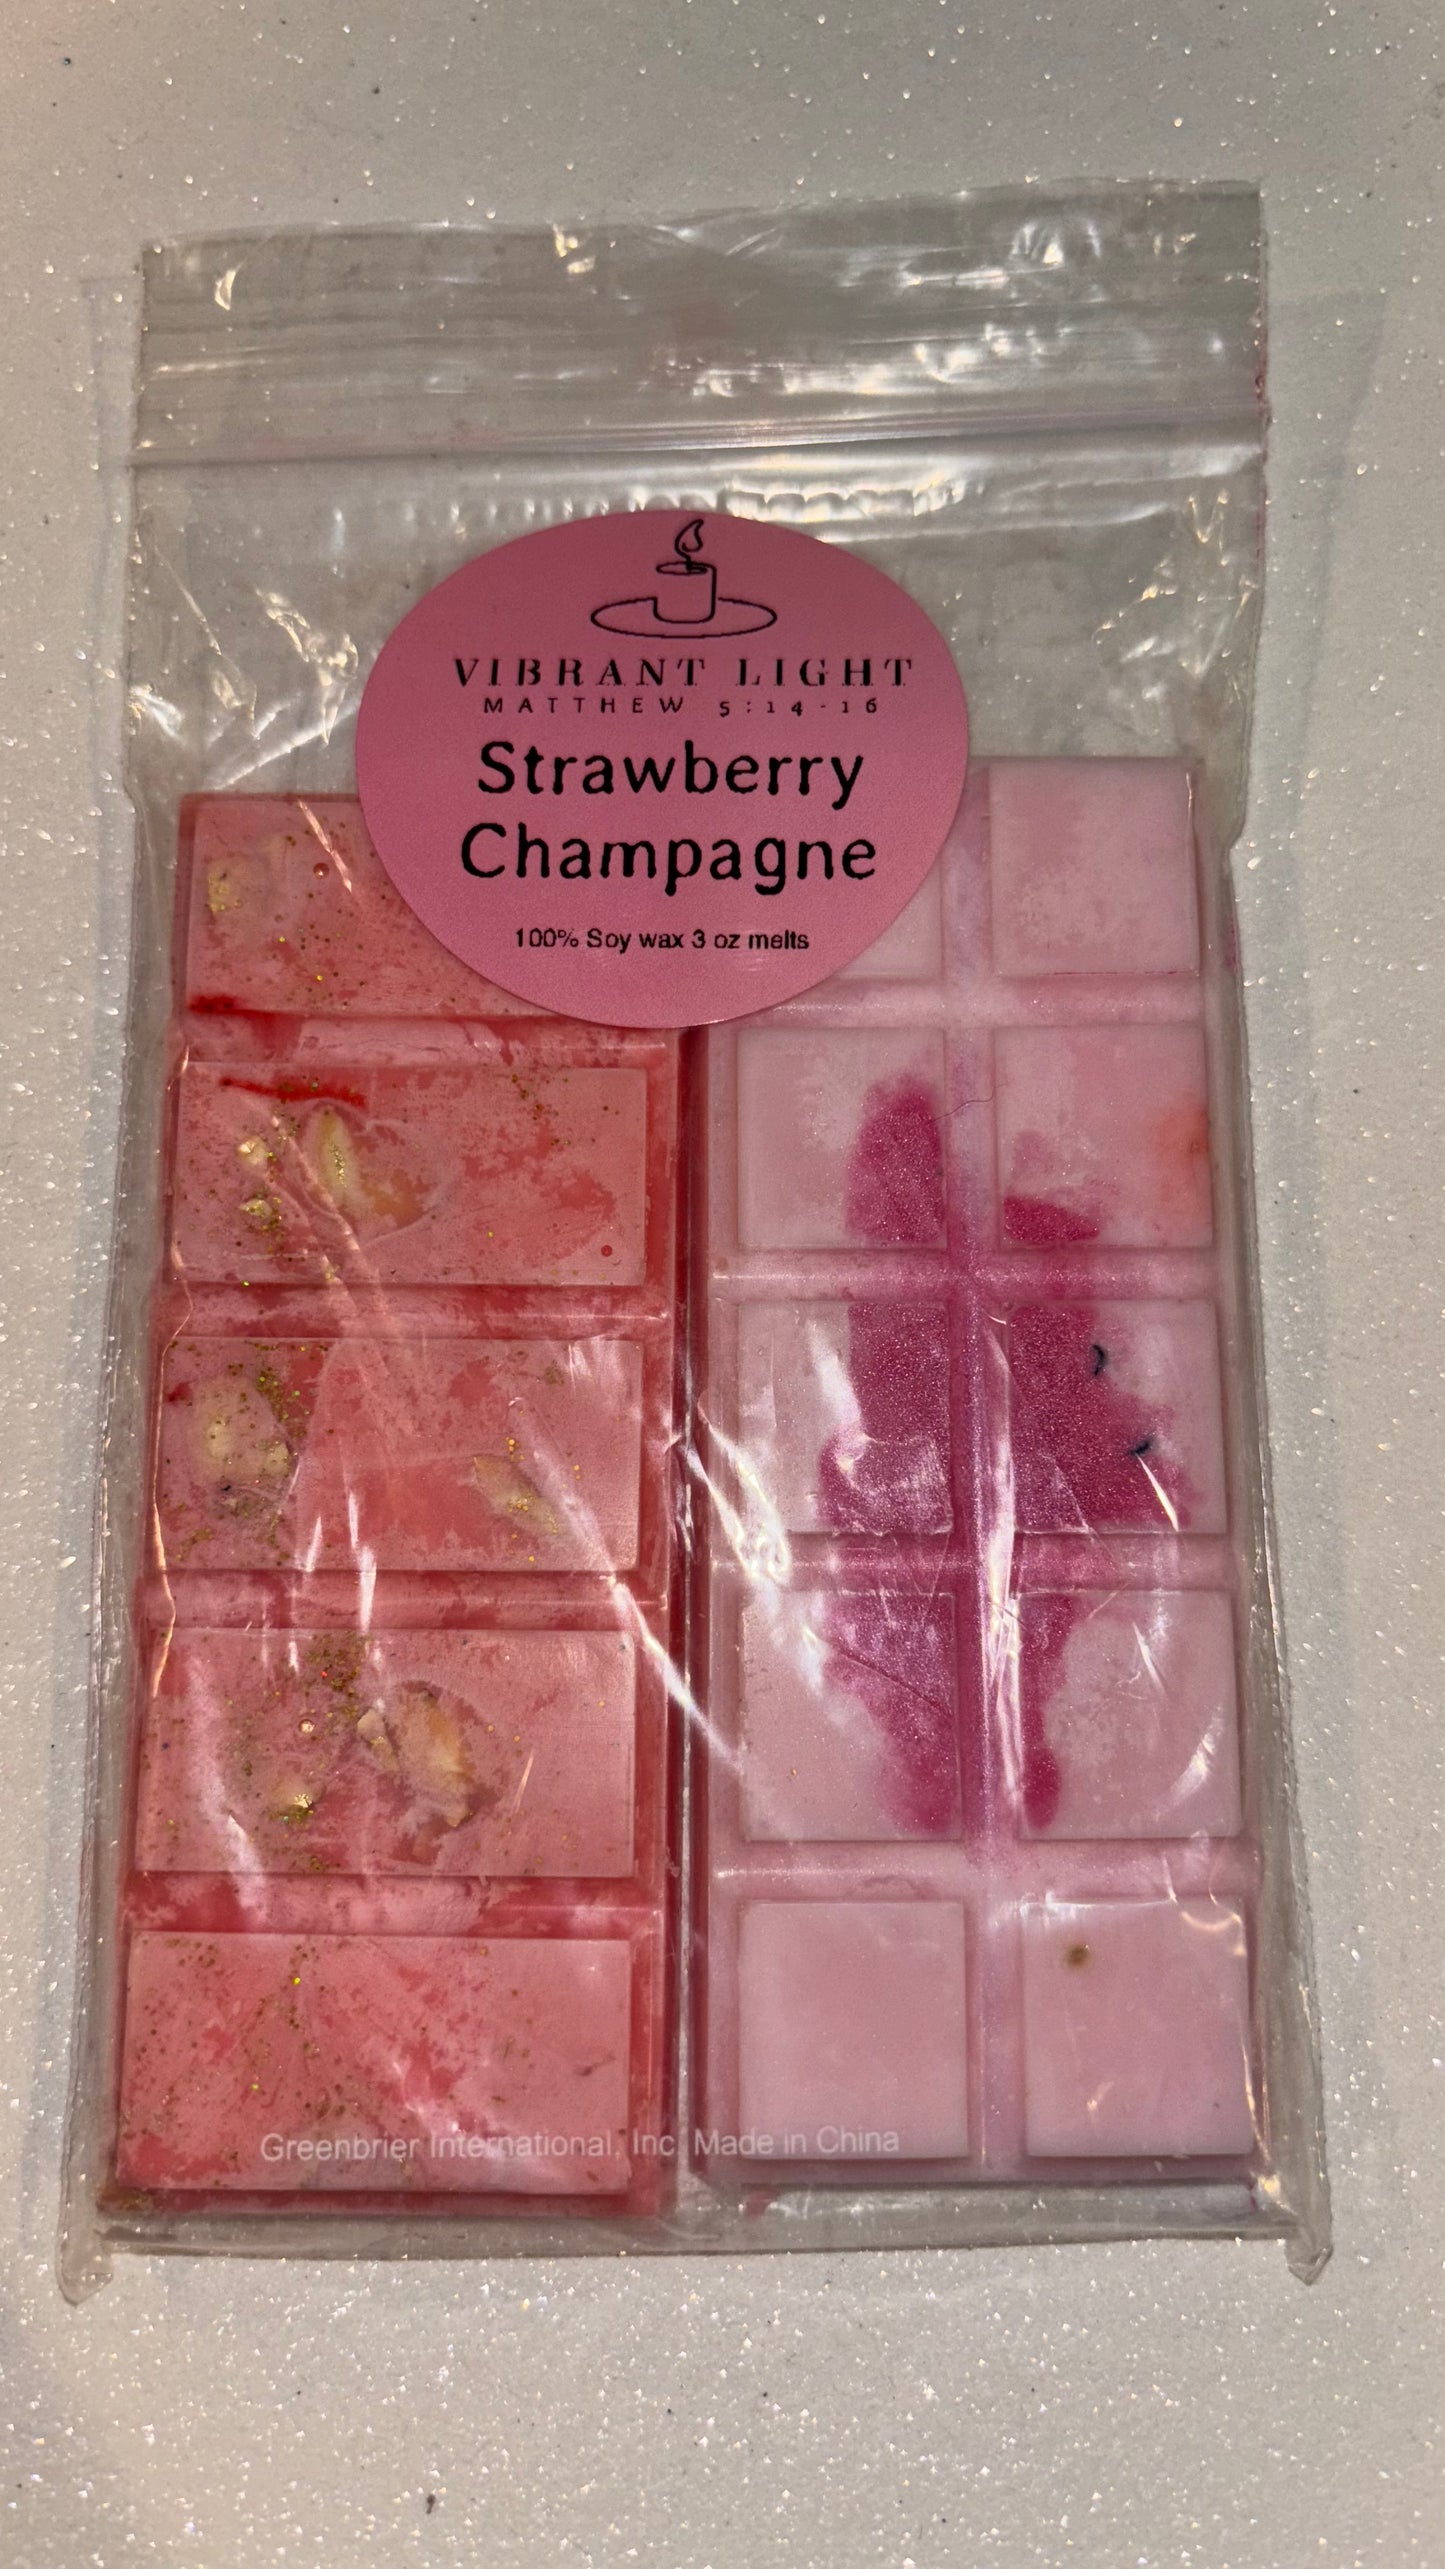 VIBRANT LIGHT
MATTHEW 5:14-16
Strawberry
Champagne
100% Soy wax 3 oz melts
Greenbrier International, Inc. Made in China